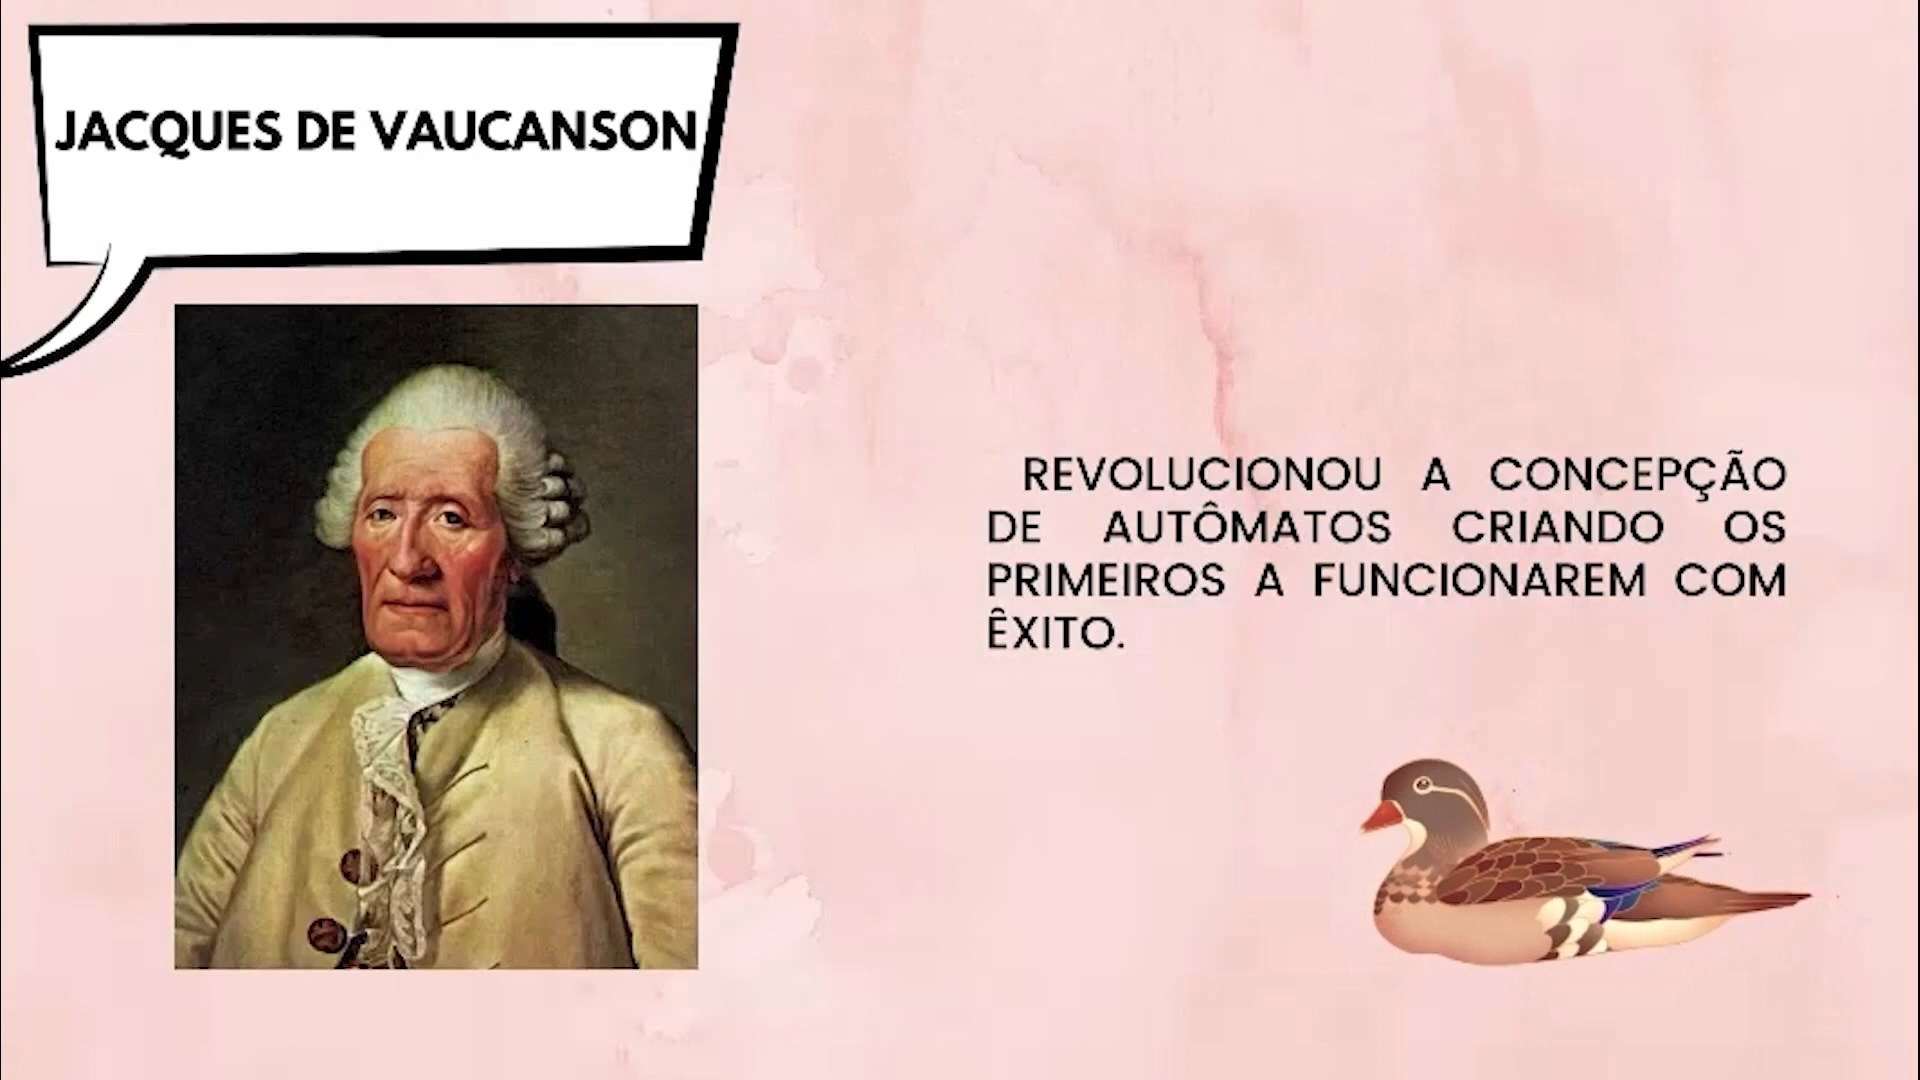 JACQUES DE VAUCANSON
REVOLUCIONOU A CONCEPÇÃO
DE AUTÔMATOS CRIANDO OS
PRIMEIROS A FUNCIONAREM COM
ÊXITO.